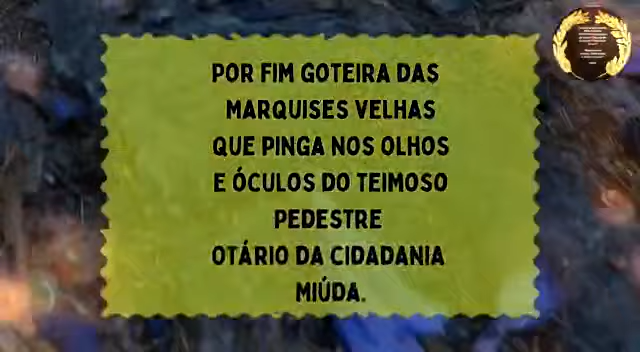 POR FIM GOTEIRA DAS
MARQUISES VELHAS
QUE PINGA NOS OLHOS
E ÓCULOS DO TEIMOSO
PEDESTRE
OTÁRIO DA CIDADANIA
MIÚDA.